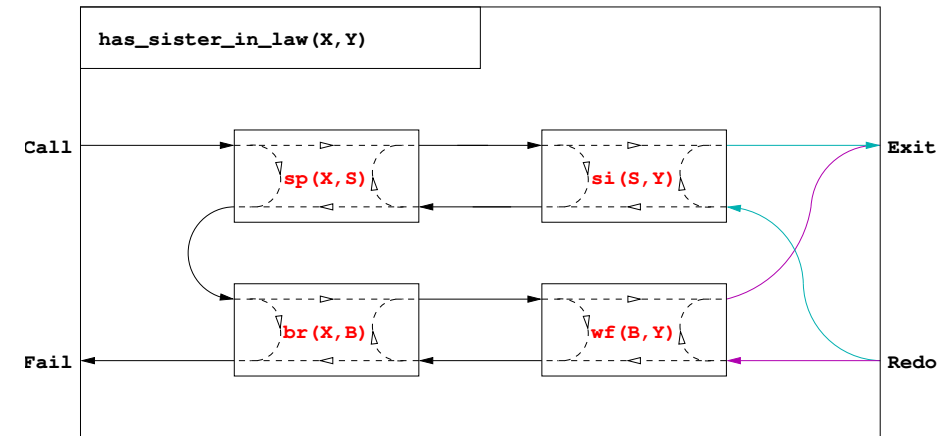 has_sister_in_law(X,Y)
Call
Exit
sp(X,S)
si(S,Y)
br(X,B)
wf(B,Y)
Fail
Redo